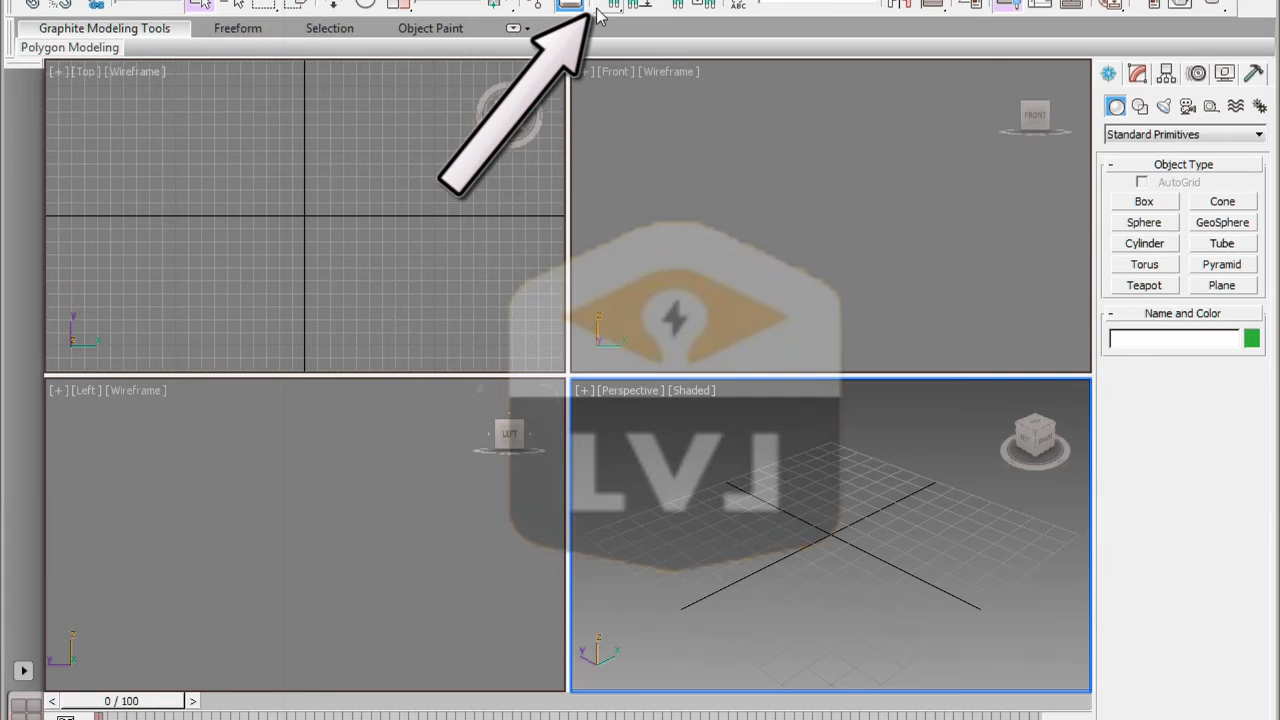 Graphite Modeling Tools Freeform Selection Object Paint
Polygon Modeling
[+][Top][Wireframe]
[Front][Wireframe]
FRONT
Standard Primitives
- Object Type
AutoGrid
Box Cone
Sphere GeoSphere
Cylinder Tube
Torus Pyramid
Teapot Plane
- Name and Color
y
x
z
x
[+][Left][Wireframe]
LEFT
[+][Perspective][Shaded]
LVL
z
y
x
z
y
x
< 0 / 100 >